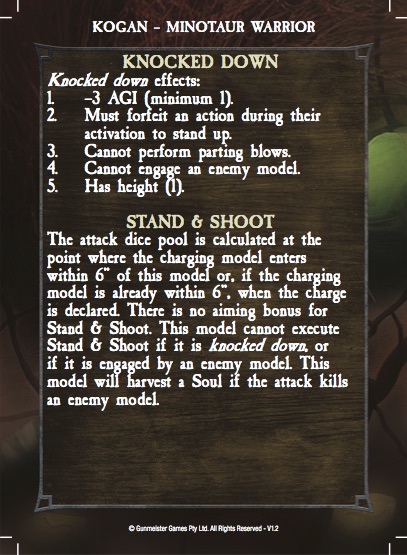 KOGAN - MINOTAUR WARRIOR
KNOCKED DOWN
Knocked down effects:
1. -3 AGI (minimum 1).
2. Must forfeit an action during their
activation to stand up.
3. Cannot perform parting blows.
4. Cannot engage an enemy model.
5. Has height (1).
STAND & SHOOT
The attack dice pool is calculated at the
point where the charging model enters
within 6" of this model or, if the charging
model is already within 6", when the charge
is declared. There is no aiming bonus for
Stand & Shoot. This model cannot execute
Stand & Shoot if it is knocked down, or
if it is engaged by an enemy model. This
model will harvest a Soul if the attack kills
an enemy model.
© Gunmeister Games Pty Ltd. All Rights Reserved - V1.2